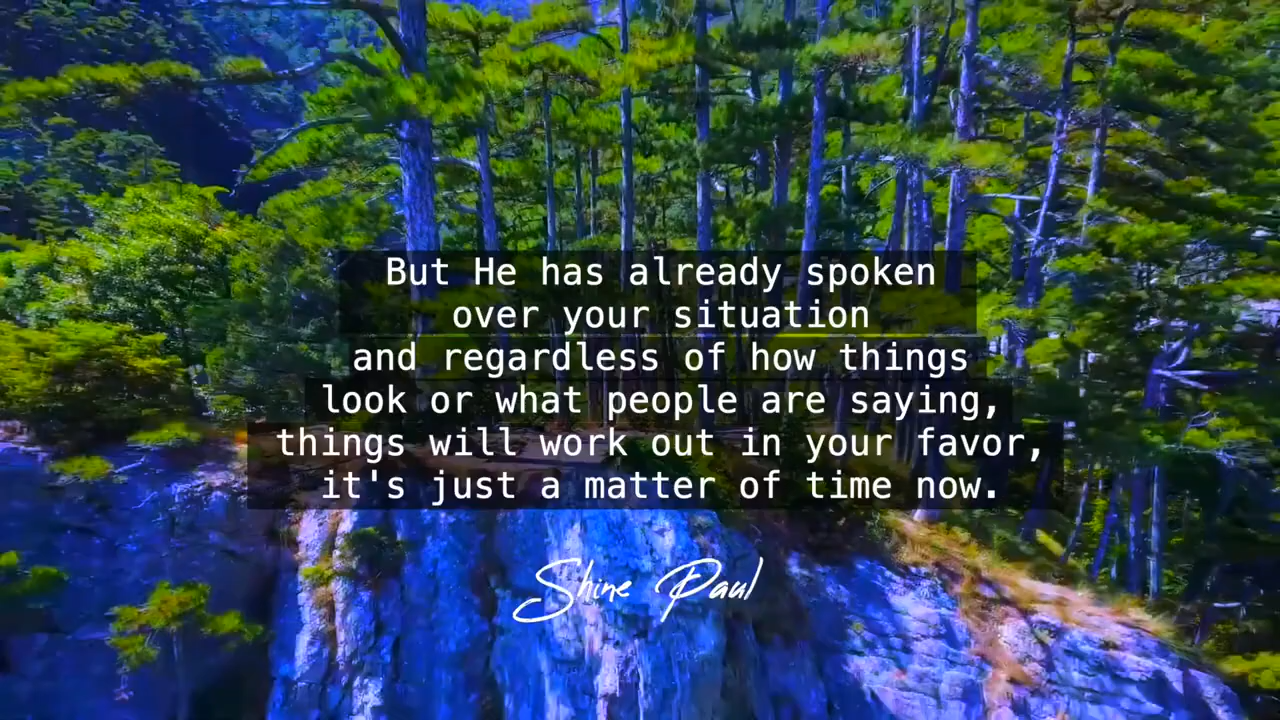 But He has already spoken
over your situation
and regardless of how things
look or what people are saying,
things will work out in your favor,
it's just a matter of time now.
Shine Paul